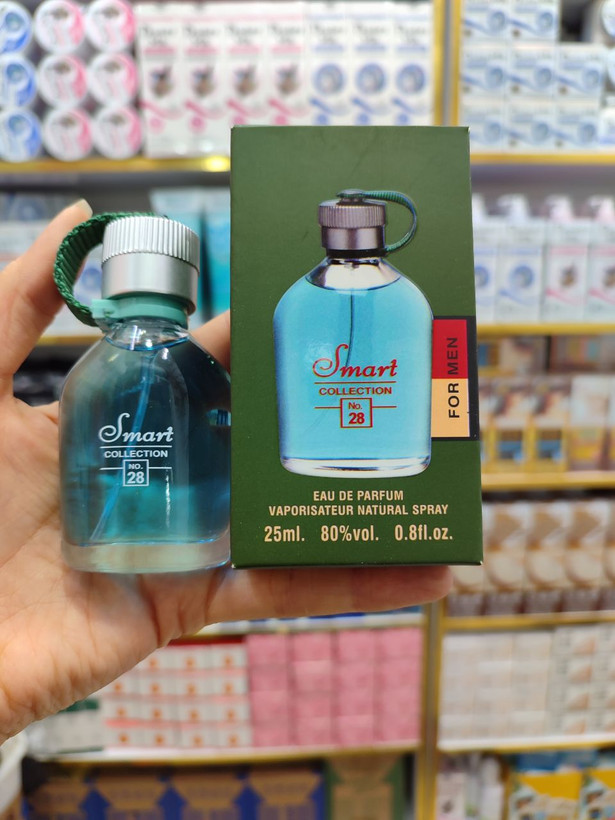 Smart
COLLECTION
NO.
28
Smart
COLLECTION
No.
28
FOR MEN
EAU DE PARFUM
VAPORISATEUR NATURAL SPRAY
25ml. 80%vol. 0.8fl.oz.